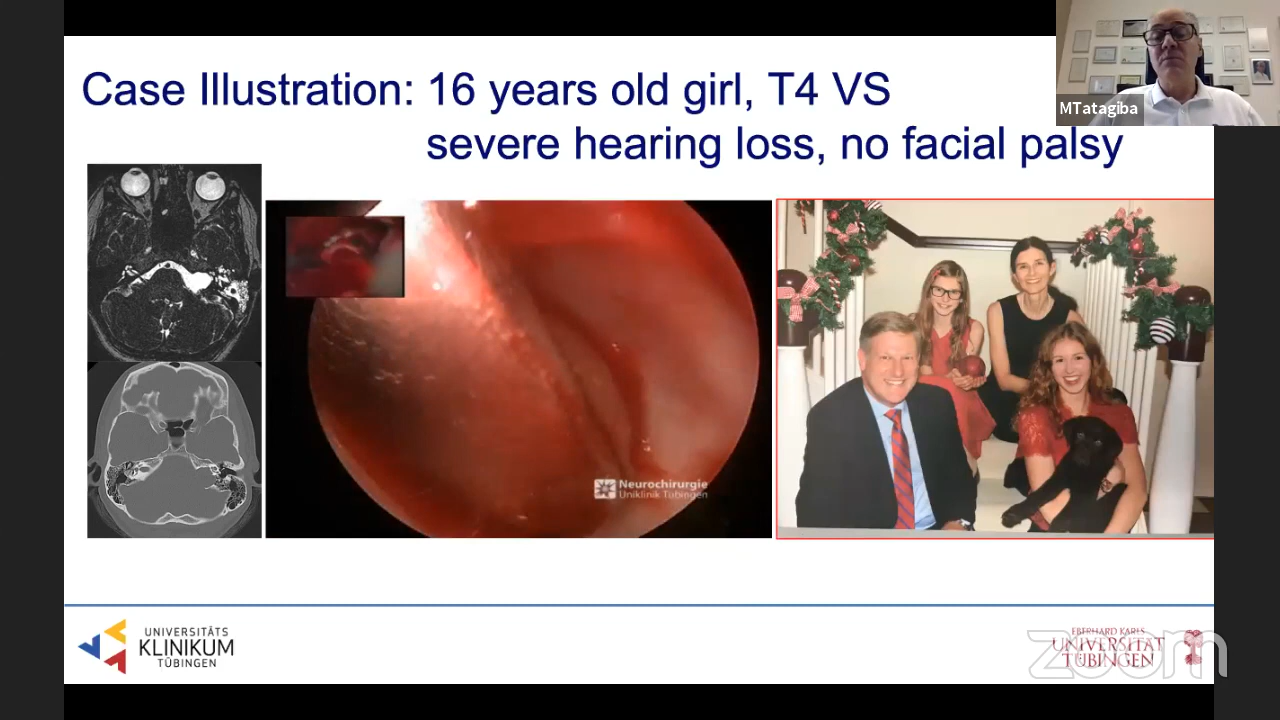 MTatagiba
Case Illustration: 16 years old girl, T4 VS
severe hearing loss, no facial palsy
Neurochirurgie
Uniklinik Tübingen
UNIVERSITÄTS
KLINIKUM
TÜBINGEN
EBERHARD KARLS
UNIVERSITÄT
TÜBINGEN
zoom